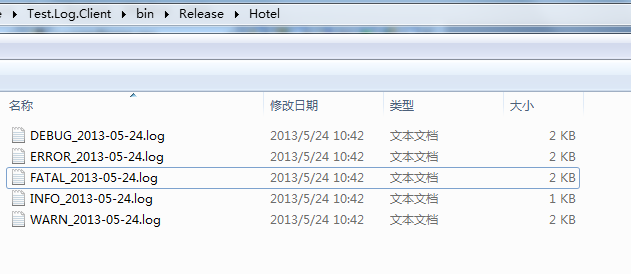 Test.Log.Client bin Release Hotel
名称 修改日期 类型 大小
DEBUG_2013-05-24.log 2013/5/24 10:42 文本文档 2 KB
ERROR_2013-05-24.log 2013/5/24 10:42 文本文档 2 KB
FATAL_2013-05-24.log 2013/5/24 10:42 文本文档 2 KB
INFO_2013-05-24.log 2013/5/24 10:42 文本文档 1 KB
WARN_2013-05-24.log 2013/5/24 10:42 文本文档 2 KB